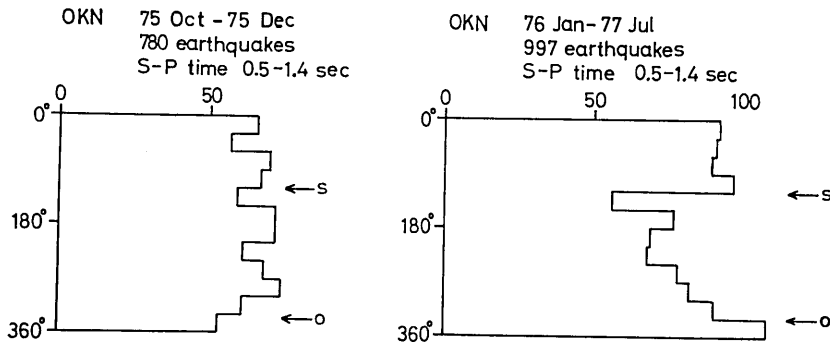 OKN 75 Oct - 75 Dec
780 earthquakes
S-P time 0.5-1.4 sec
0 50
0°
S
180°
O
360°
OKN 76 Jan - 77 Jul
997 earthquakes
S-P time 0.5-1.4 sec
0 50 100
0°
S
180°
O
360°